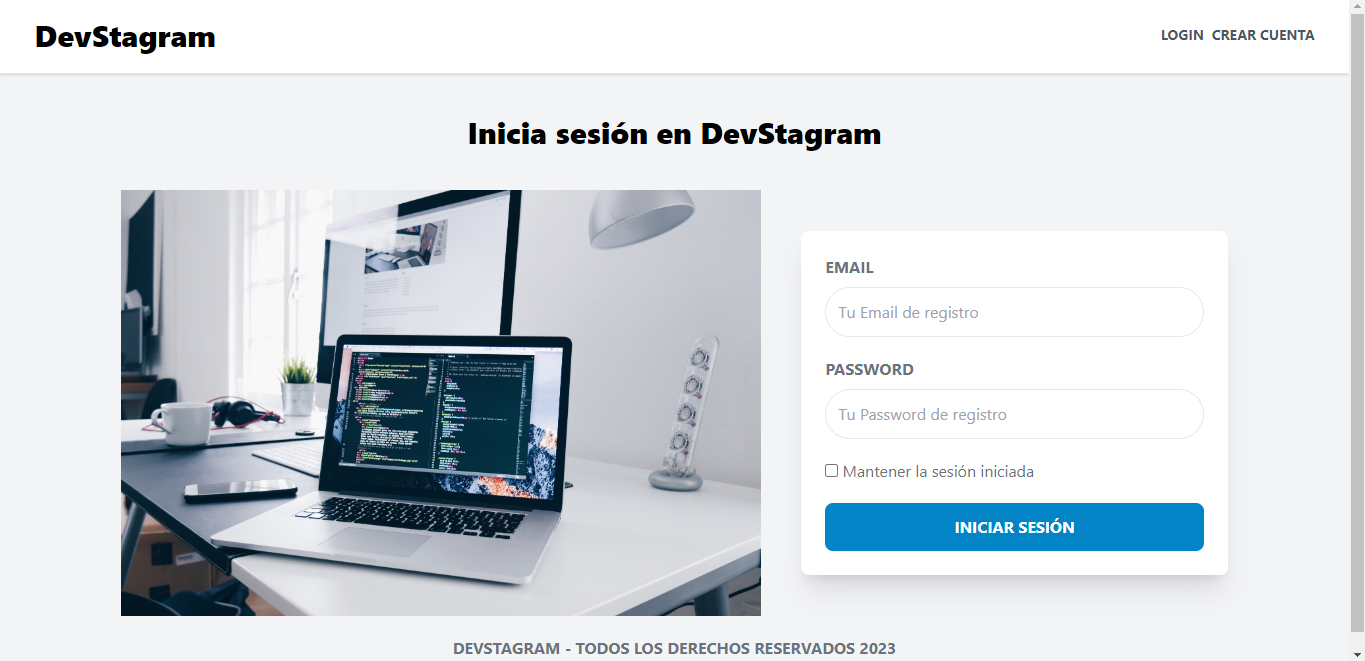 DevStagram
LOGIN CREAR CUENTA
Inicia sesión en DevStagram
EMAIL
Tu Email de registro
PASSWORD
Tu Password de registro
Mantener la sesión iniciada
INICIAR SESIÓN
DEVSTAGRAM - TODOS LOS DERECHOS RESERVADOS 2023